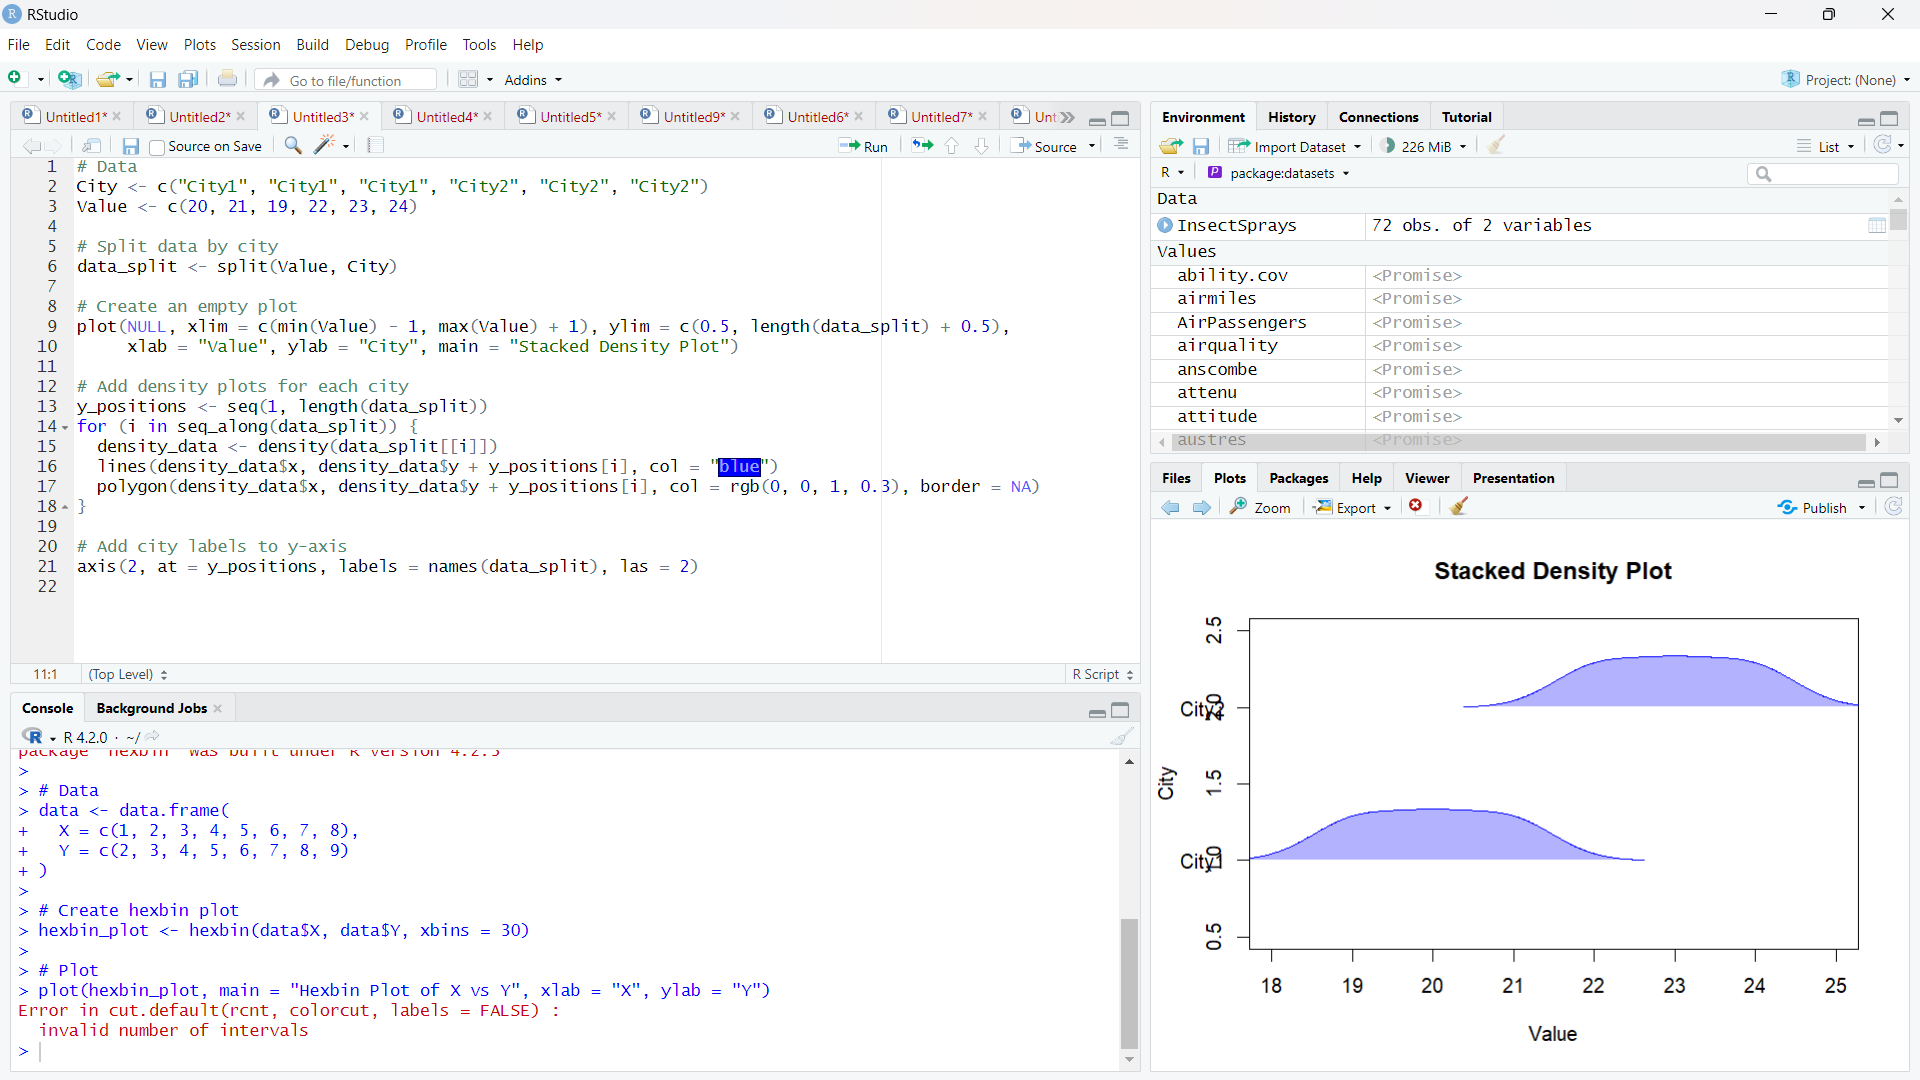 RStudio
File Edit Code View Plots Session Build Debug Profile Tools Help
Go to file/function Addins Project: (None)
Untitled1* Untitled2* Untitled3* Untitled4* Untitled5* Untitled9* Untitled6* Untitled7* Unt
Source on Save Run Source
1 # Data
2 City <- c("City1", "City1", "City1", "City2", "City2", "City2")
3 Value <- c(20, 21, 19, 22, 23, 24)
4
5 # Split data by city
6 data_split <- split(Value, City)
7
8 # Create an empty plot
9 plot(NULL, xlim = c(min(Value) - 1, max(Value) + 1), ylim = c(0.5, length(data_split) + 0.5),
10 xlab = "Value", ylab = "City", main = "Stacked Density Plot")
11
12 # Add density plots for each city
13 y_positions <- seq(1, length(data_split))
14 for (i in seq_along(data_split)) {
15 density_data <- density(data_split[[i]])
16 lines(density_data$x, density_data$y + y_positions[i], col = "blue")
17 polygon(density_data$x, density_data$y + y_positions[i], col = rgb(0, 0, 1, 0.3), border = NA)
18 }
19
20 # Add city labels to y-axis
21 axis(2, at = y_positions, labels = names(data_split), las = 2)
22
11:1 (Top Level) R Script
Console Background Jobs
R 4.2.0 · ~/
package 'hexbin' was built under R version 4.2.3
>
> # Data
> data <- data.frame(
+ X = c(1, 2, 3, 4, 5, 6, 7, 8),
+ Y = c(2, 3, 4, 5, 6, 7, 8, 9)
+ )
>
> # Create hexbin plot
> hexbin_plot <- hexbin(data$X, data$Y, xbins = 30)
>
> # Plot
> plot(hexbin_plot, main = "Hexbin Plot of X vs Y", xlab = "X", ylab = "Y")
Error in cut.default(rcnt, colorcut, labels = FALSE) :
invalid number of intervals
>
Environment History Connections Tutorial
Import Dataset 226 MiB List
R package:datasets
Data
InsectSprays 72 obs. of 2 variables
Values
ability.cov <Promise>
airmiles <Promise>
AirPassengers <Promise>
airquality <Promise>
anscombe <Promise>
attenu <Promise>
attitude <Promise>
austres <Promise>
Files Plots Packages Help Viewer Presentation
Zoom Export Publish
Stacked Density Plot
2.5
City2 2.0
1.5
City
City1 1.0
0.5
18 19 20 21 22 23 24 25
Value